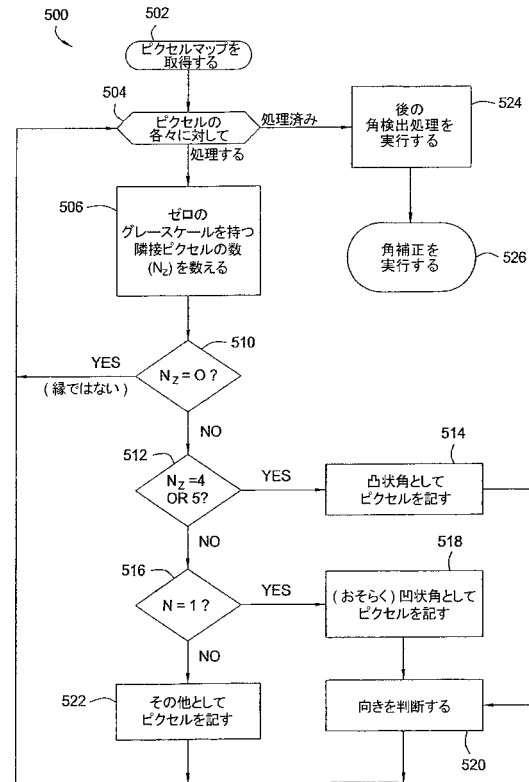 500
502
ピクセルマップを
取得する
504
ピクセルの
各々に対して
処理済み
処理する
524
後の
角検出処理を
実行する
506
ゼロの
グレースケールを持つ
隣接ピクセルの数
(NZ) を数える
角補正を
実行する
526
510
YES
(縁ではない)
NZ = O ?
NO
512
NZ =4
OR 5?
YES
514
凸状角として
ピクセルを記す
NO
516
N = 1 ?
YES
518
(おそらく) 凹状角として
ピクセルを記す
NO
522
その他として
ピクセルを記す
向きを判断する
520